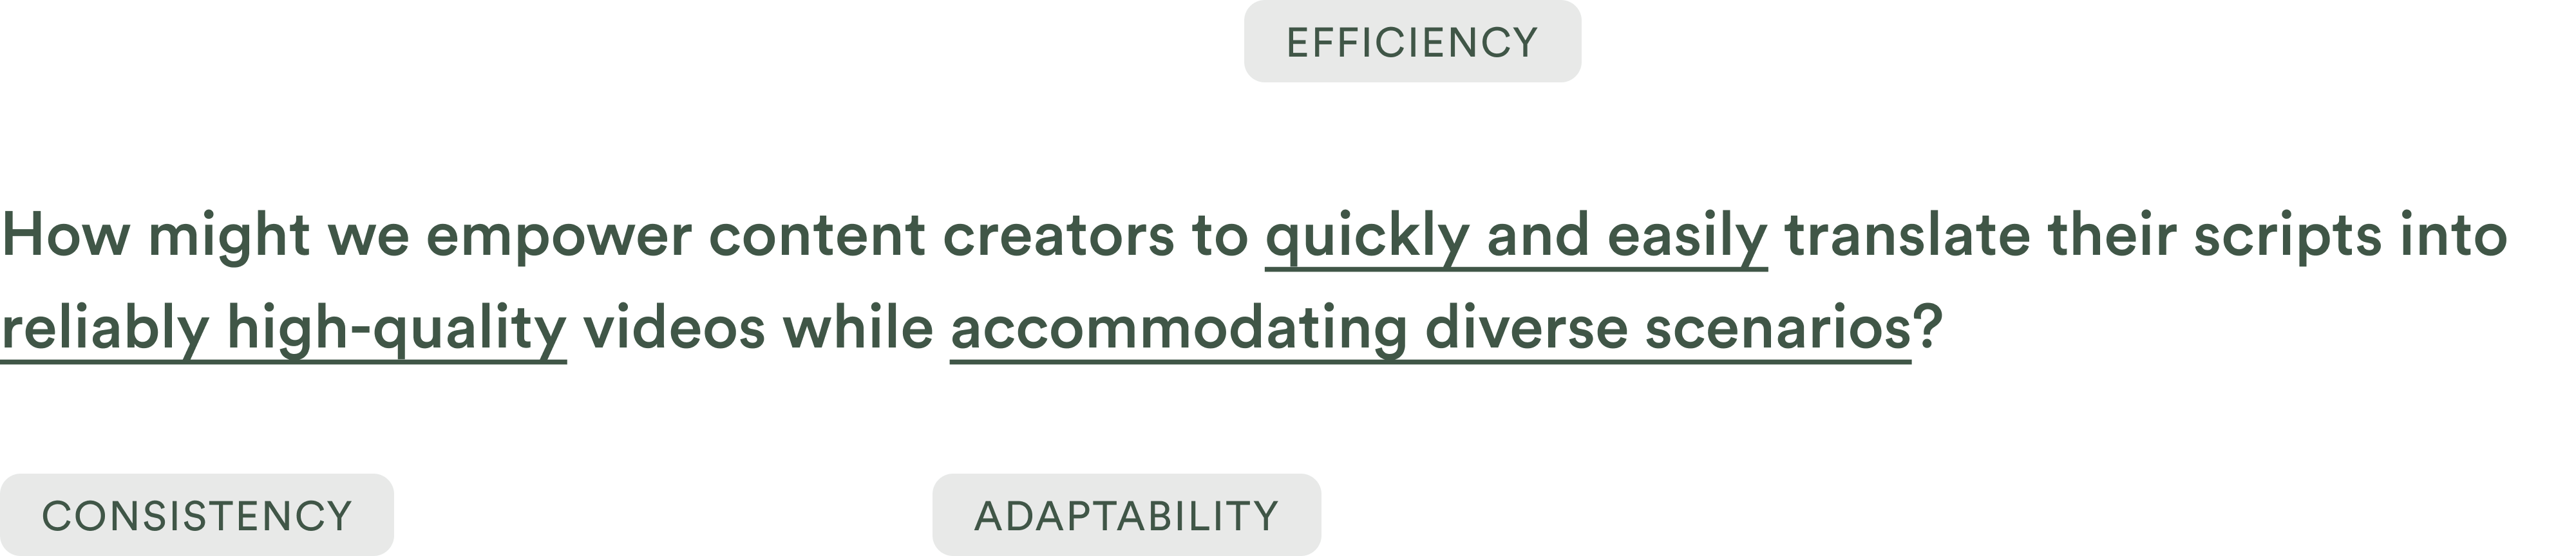 EFFICIENCY
How might we empower content creators to quickly and easily translate their scripts into
reliably high-quality videos while accommodating diverse scenarios?
CONSISTENCY
ADAPTABILITY